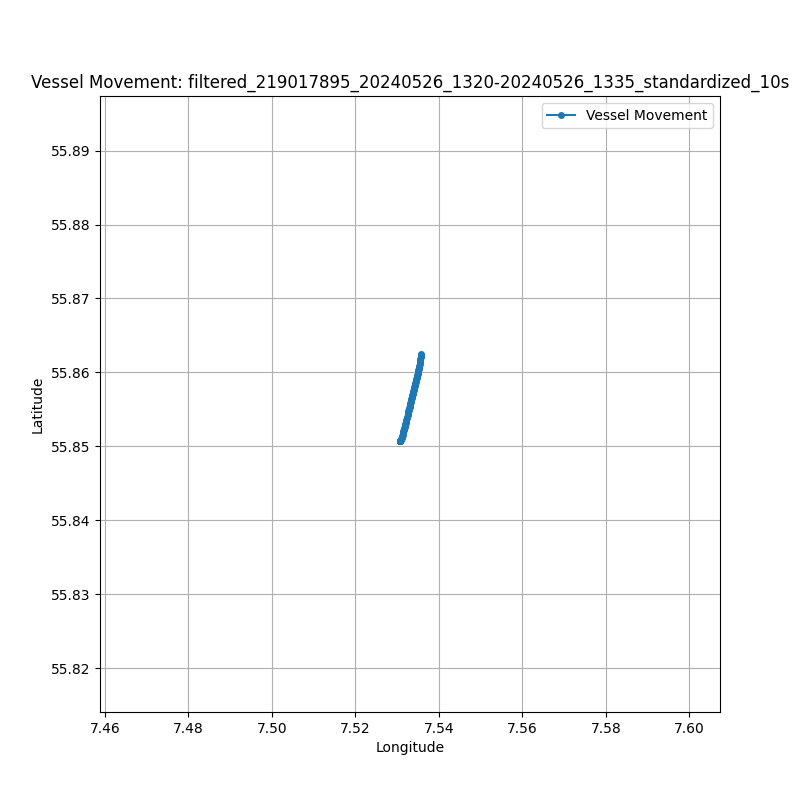 Vessel Movement: filtered_219017895_20240526_1320-20240526_1335_standardized_10s
Vessel Movement
55.89
55.88
55.87
55.86
55.85
55.84
55.83
55.82
Latitude
7.46 7.48 7.50 7.52 7.54 7.56 7.58 7.60
Longitude